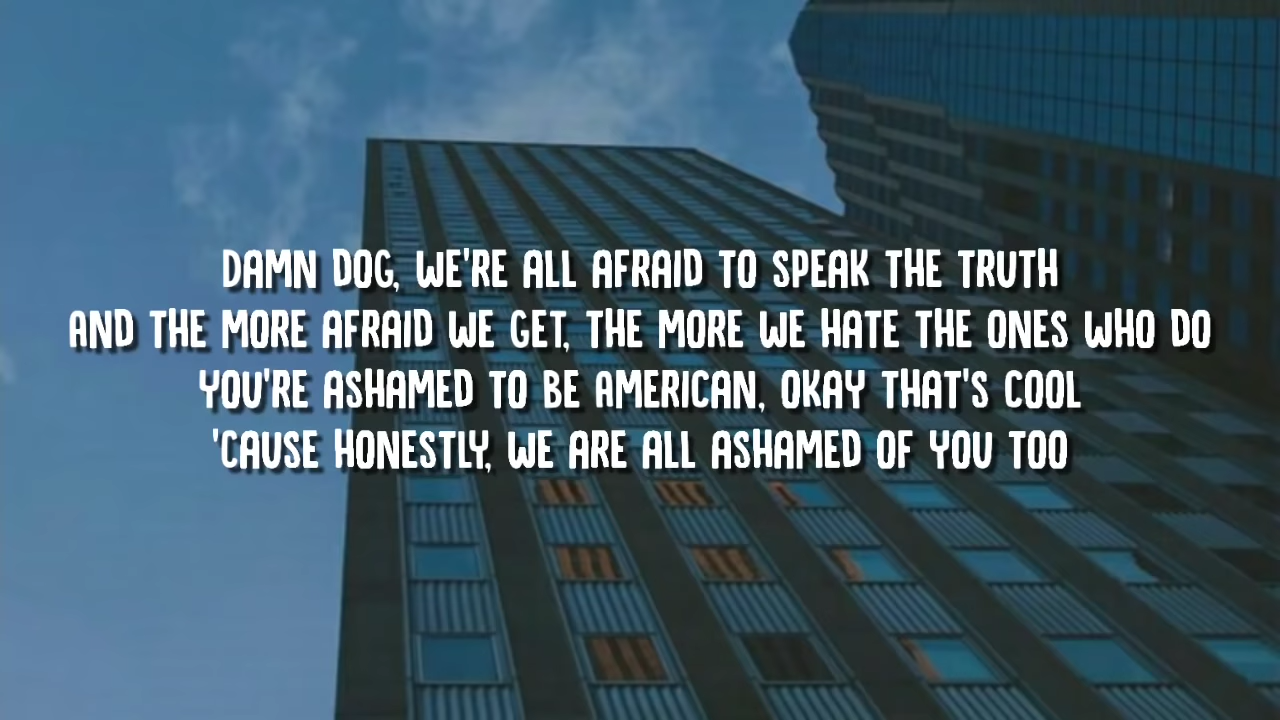 DAMN DOG, WE'RE ALL AFRAID TO SPEAK THE TRUTH
AND THE MORE AFRAID WE GET, THE MORE WE HATE THE ONES WHO DO
YOU'RE ASHAMED TO BE AMERICAN, OKAY THAT'S COOL
'CAUSE HONESTLY, WE ARE ALL ASHAMED OF YOU TOO